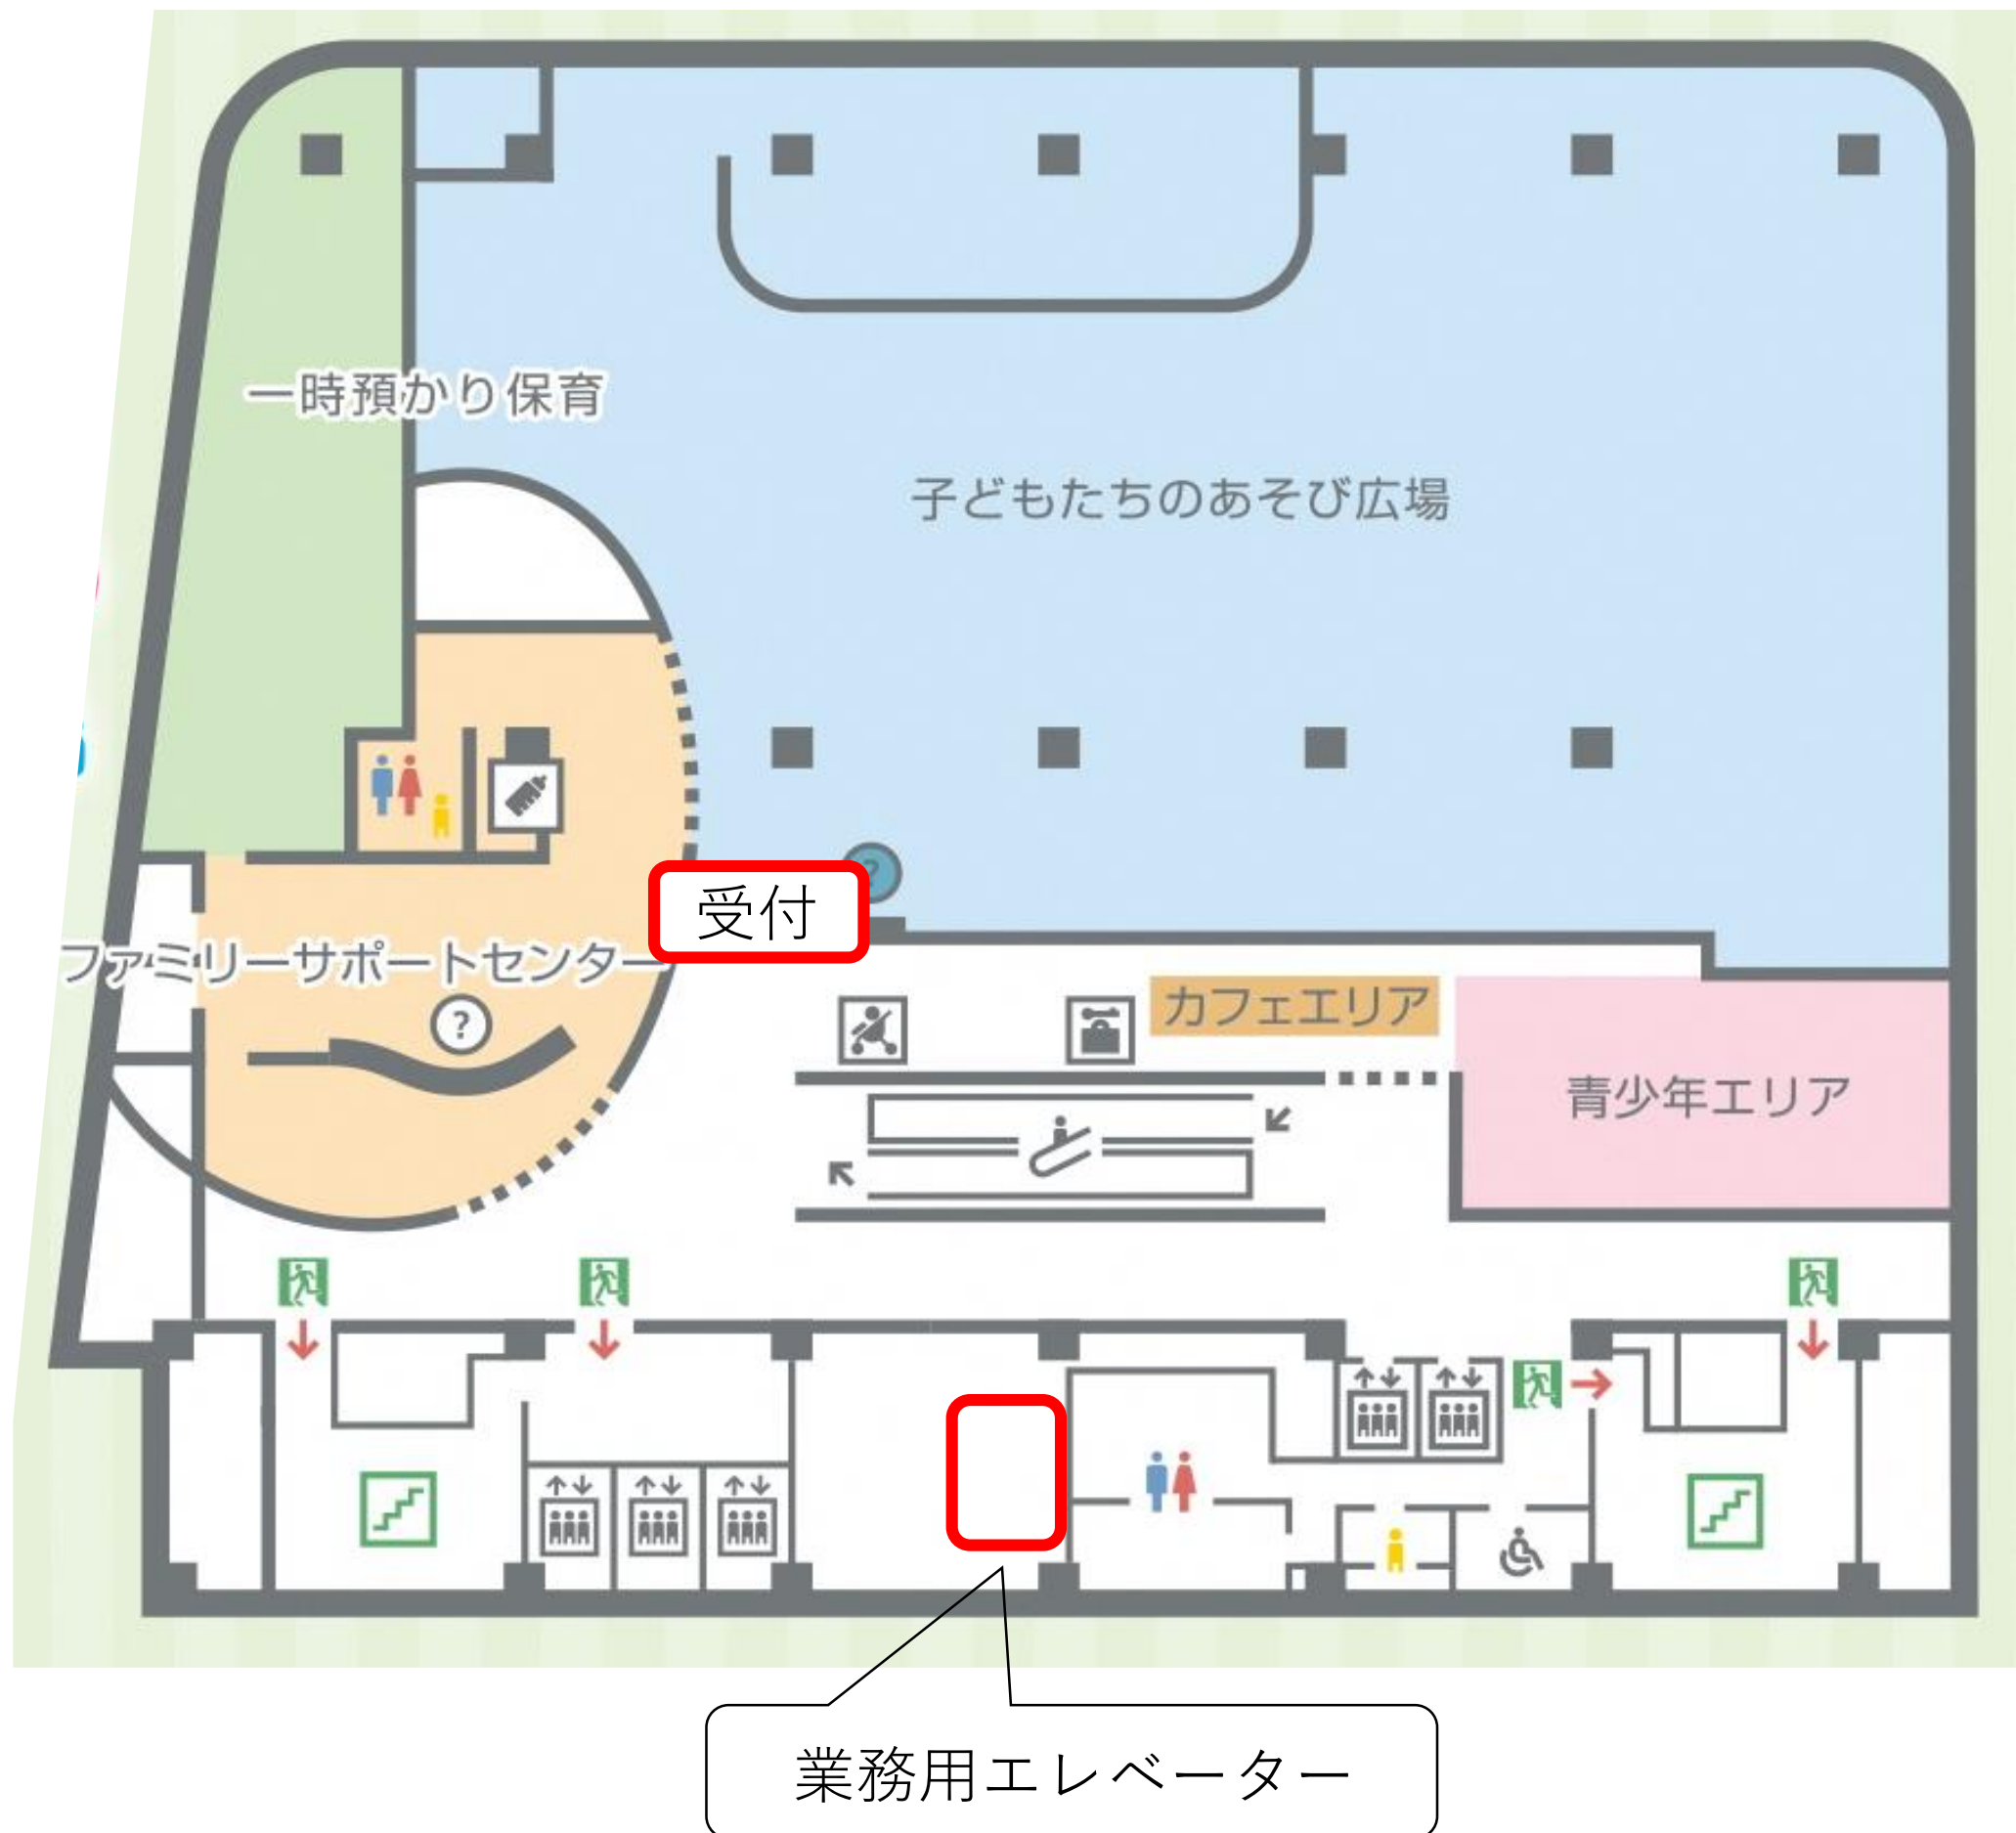 一時預かり保育
子どもたちのあそび広場
?
受付
ファミリーサポートセンター
?
カフェエリア
青少年エリア
業務用エレベーター